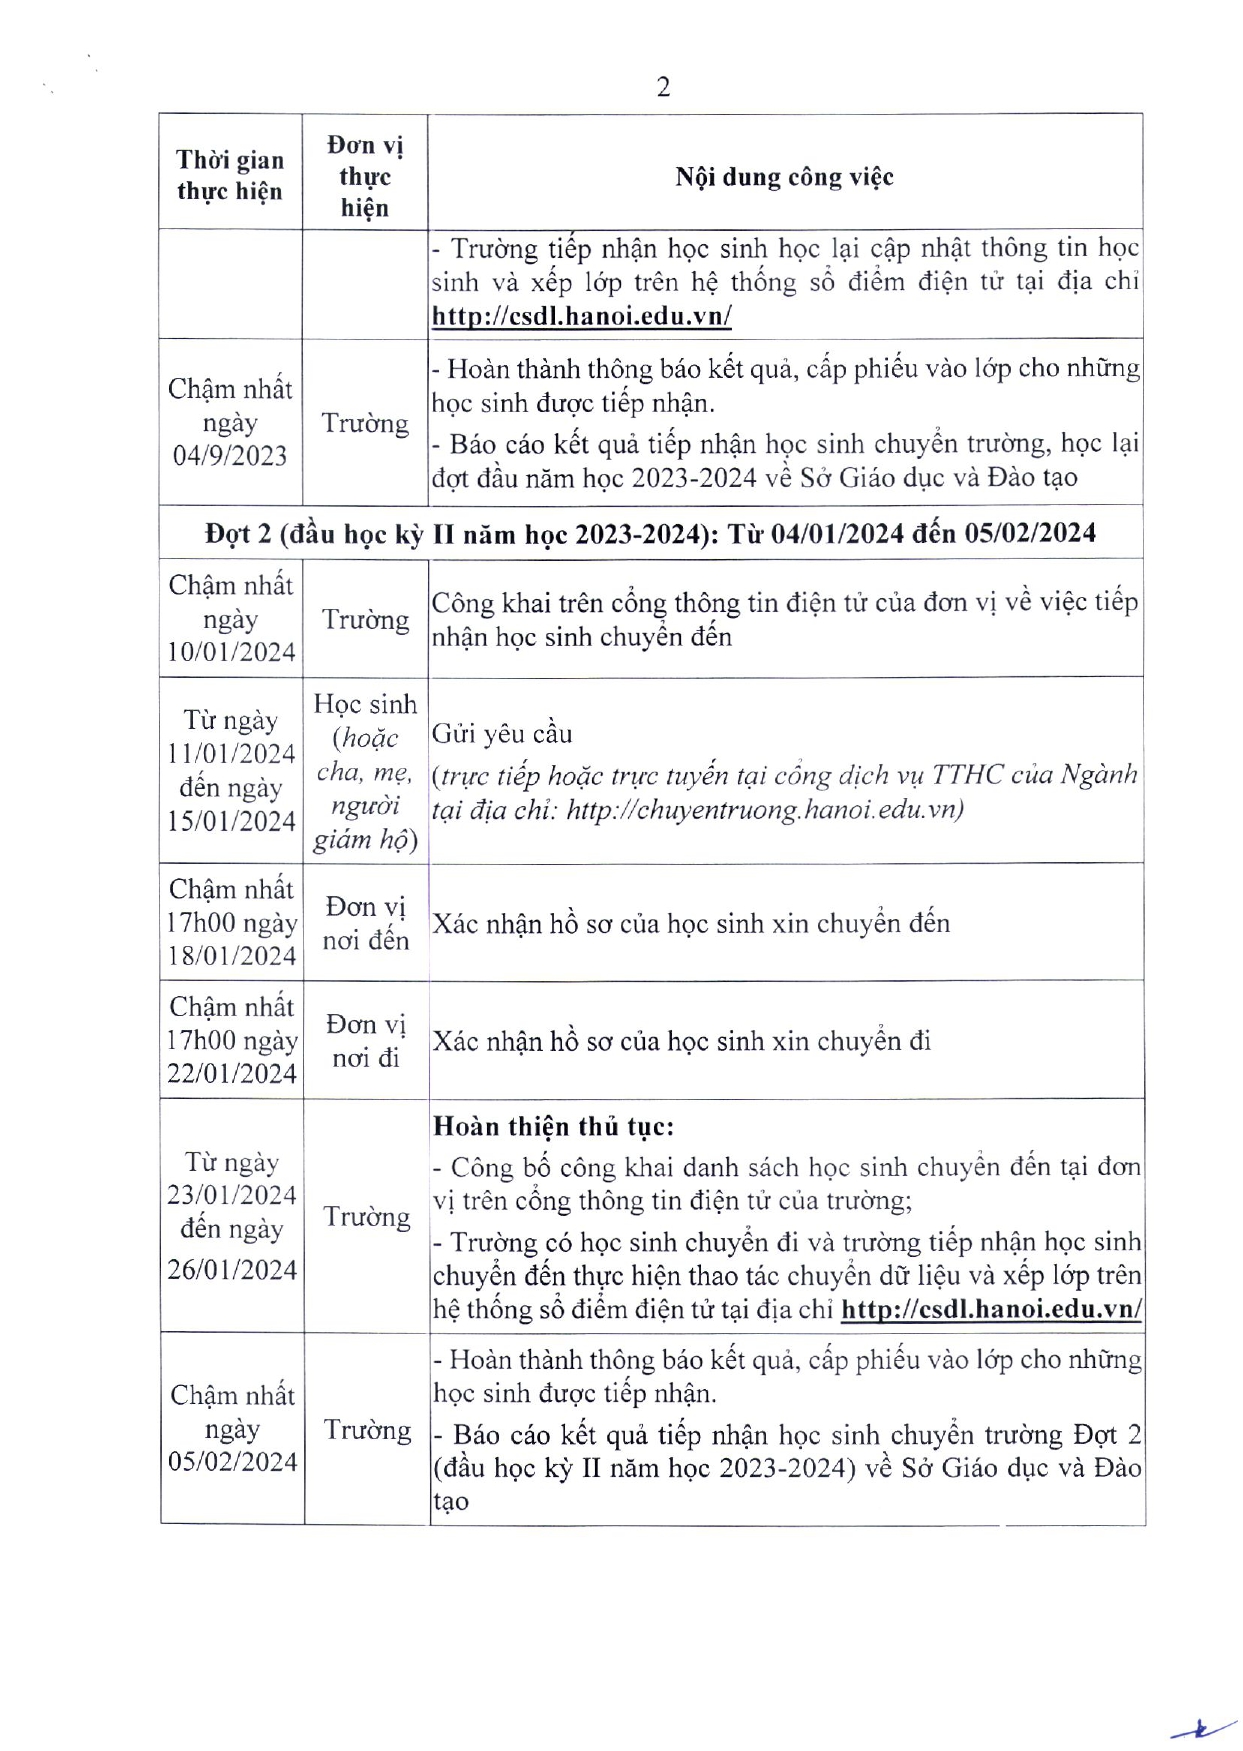 2
Thời gian
thực hiện
Đơn vị
thực
hiện
Nội dung công việc
- Trường tiếp nhận học sinh học lại cập nhật thông tin học
sinh và xếp lớp trên hệ thống sổ điểm điện tử tại địa chỉ
http://csdl.hanoi.edu.vn/
Chậm nhất
ngày
04/9/2023
Trường
- Hoàn thành thông báo kết quả, cấp phiếu vào lớp cho những
học sinh được tiếp nhận.
- Báo cáo kết quả tiếp nhận học sinh chuyển trường, học lại
đợt đầu năm học 2023-2024 về Sở Giáo dục và Đào tạo
Đợt 2 (đầu học kỳ II năm học 2023-2024): Từ 04/01/2024 đến 05/02/2024
Chậm nhất
ngày
10/01/2024
Trường
Công khai trên cổng thông tin điện tử của đơn vị về việc tiếp
nhận học sinh chuyển đến
Từ ngày
11/01/2024
đến ngày
15/01/2024
Học sinh
(hoặc
cha, mẹ,
người
giám hộ)
Gửi yêu cầu
(trực tiếp hoặc trực tuyến tại cổng dịch vụ TTHC của Ngành
tại địa chỉ: http://chuyentruong.hanoi.edu.vn)
Chậm nhất
17h00 ngày
18/01/2024
Đơn vị
nơi đến
Xác nhận hồ sơ của học sinh xin chuyển đến
Chậm nhất
17h00 ngày
22/01/2024
Đơn vị
nơi đi
Xác nhận hồ sơ của học sinh xin chuyển đi
Từ ngày
23/01/2024
đến ngày
26/01/2024
Trường
Hoàn thiện thủ tục:
- Công bố công khai danh sách học sinh chuyển đến tại đơn
vị trên cổng thông tin điện tử của trường;
- Trường có học sinh chuyển đi và trường tiếp nhận học sinh
chuyển đến thực hiện thao tác chuyển dữ liệu và xếp lớp trên
hệ thống sổ điểm điện tử tại địa chỉ http://csdl.hanoi.edu.vn/
Chậm nhất
ngày
05/02/2024
Trường
- Hoàn thành thông báo kết quả, cấp phiếu vào lớp cho những
học sinh được tiếp nhận.
- Báo cáo kết quả tiếp nhận học sinh chuyển trường Đợt 2
(đầu học kỳ II năm học 2023-2024) về Sở Giáo dục và Đào
tạo